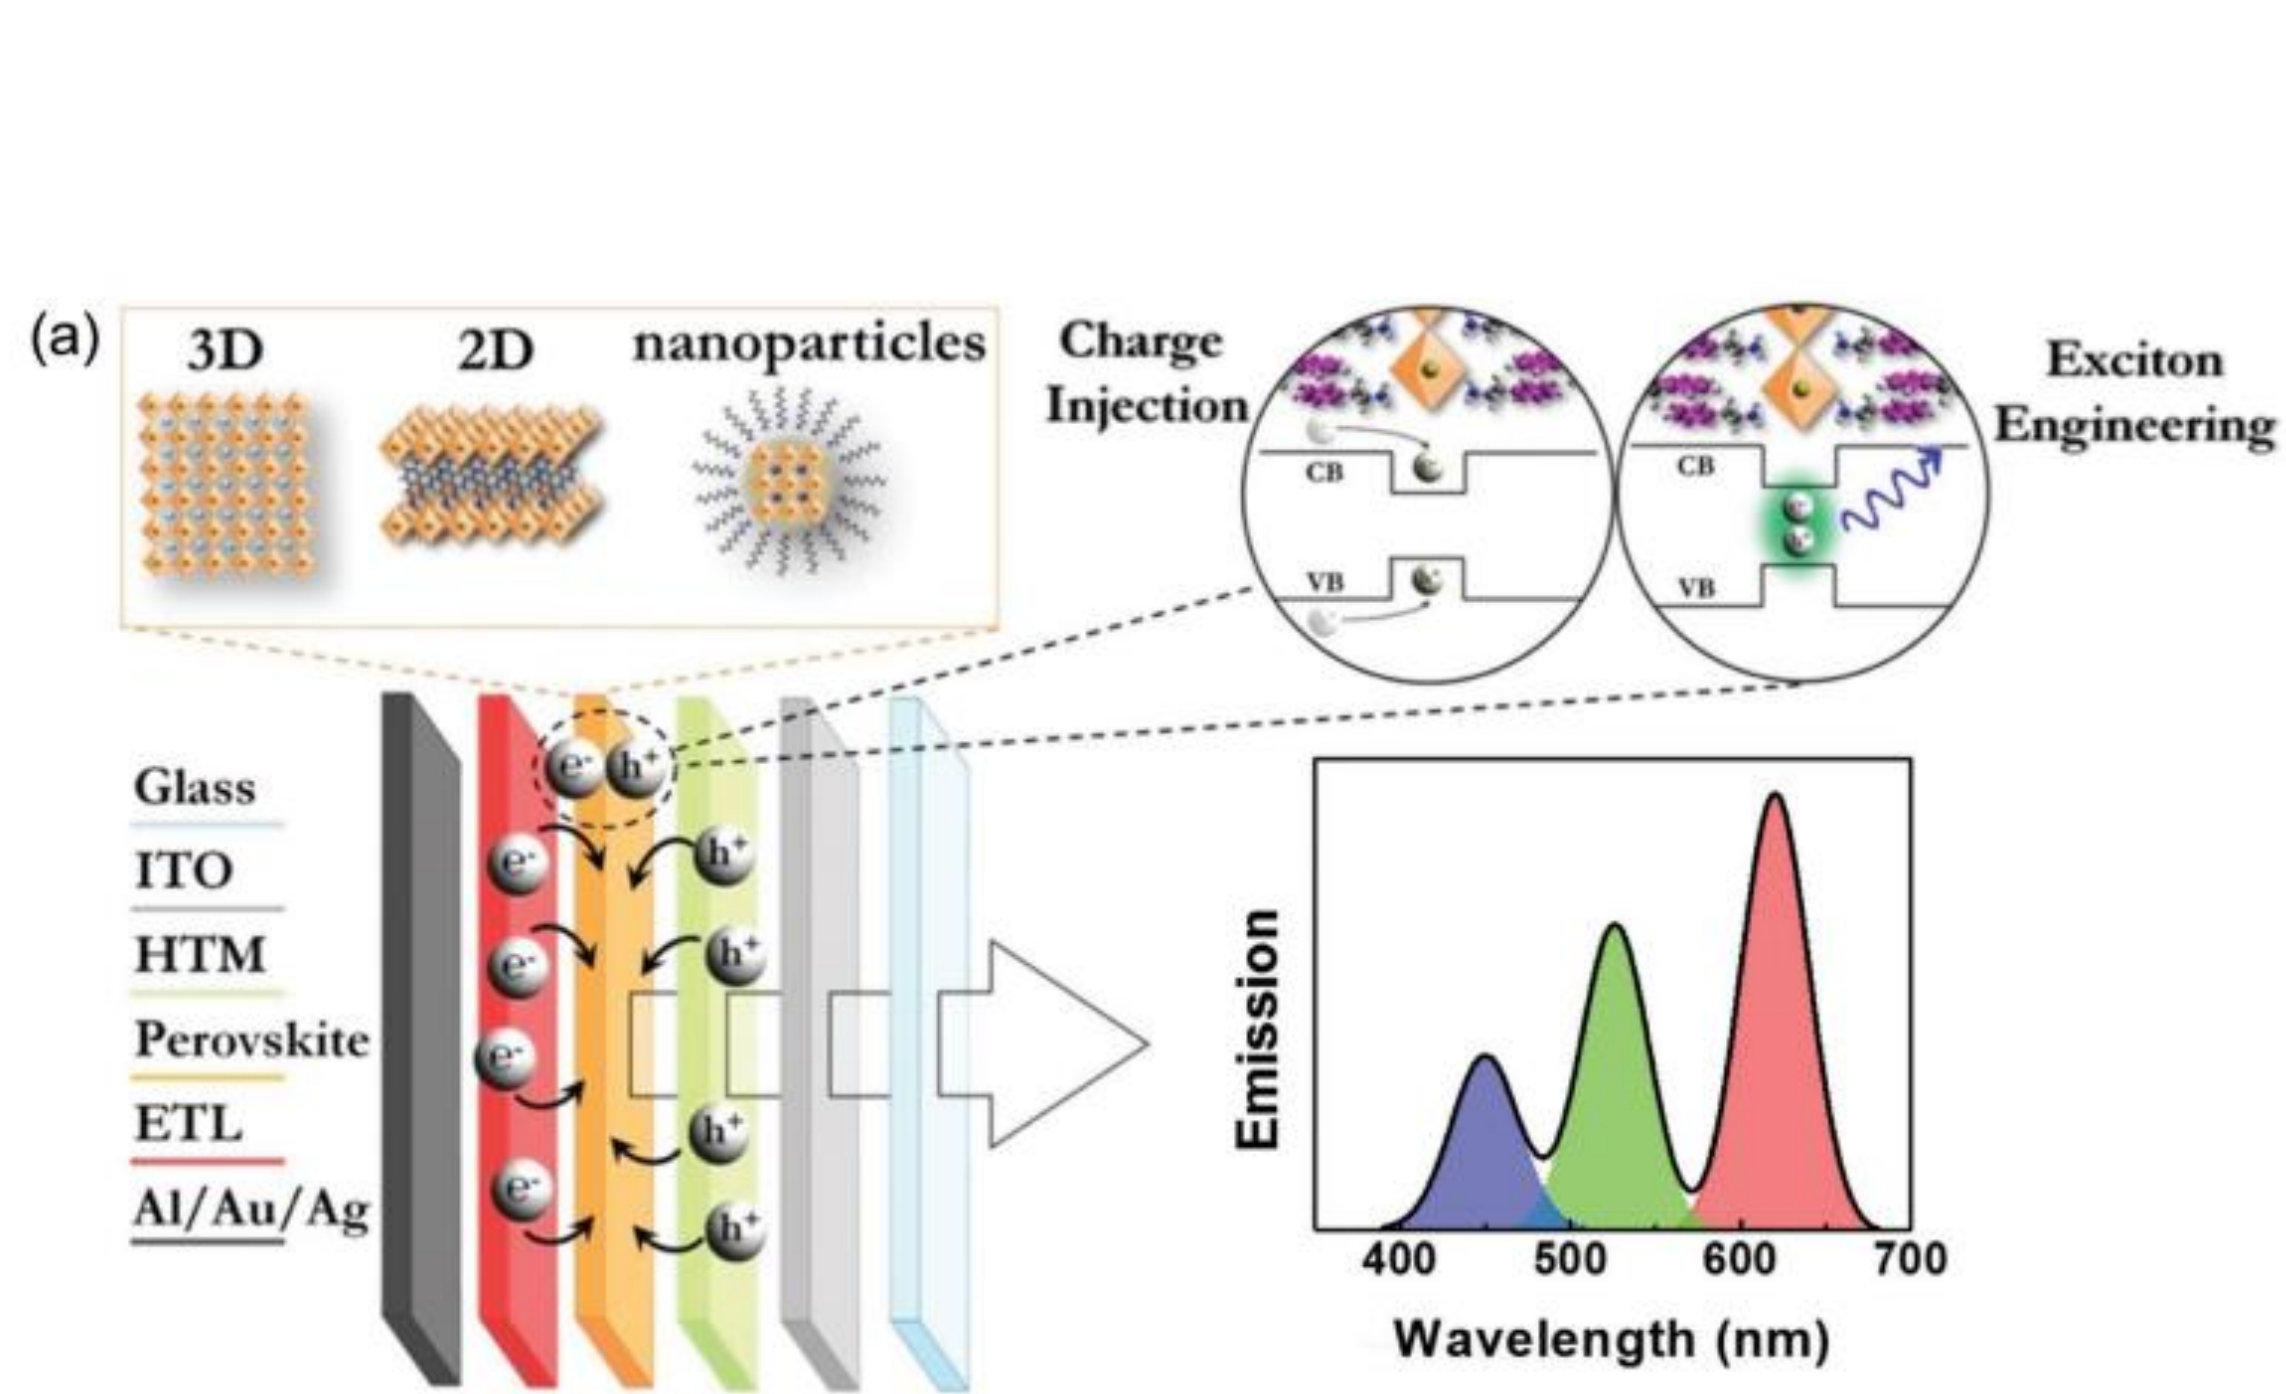 (a)
3D
2D
nanoparticles
Charge
Injection
CB
VB
CB
e-
h+
VB
Exciton
Engineering
Glass
ITO
HTM
Perovskite
ETL
Al/Au/Ag
e-
h+
e-
h+
e-
h+
e-
h+
e-
h+
Emission
400
500
600
700
Wavelength (nm)